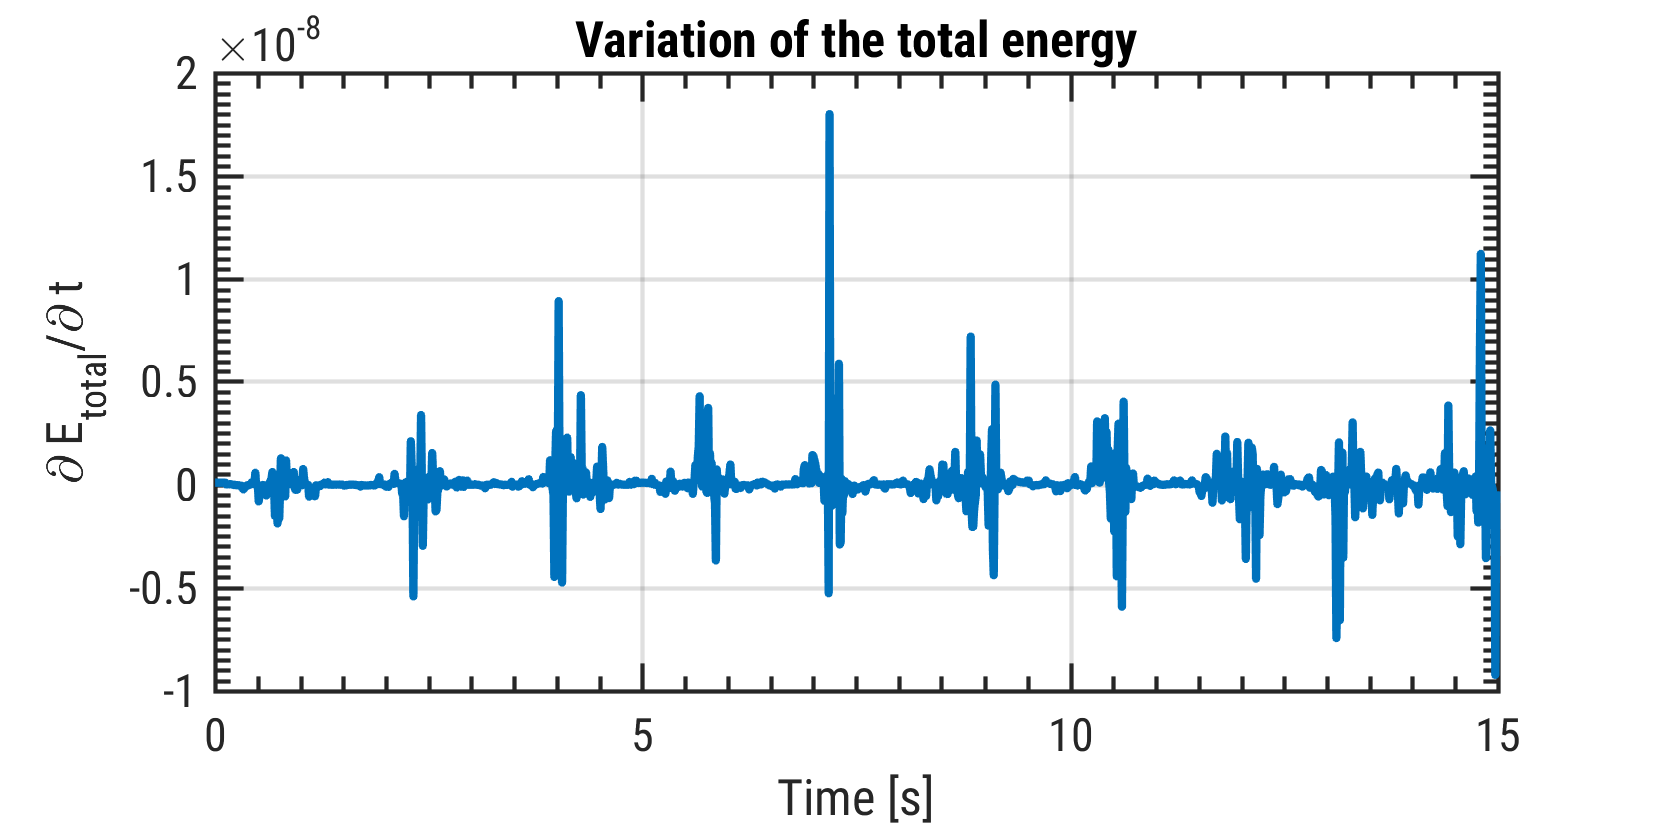 Variation of the total energy
×10⁻⁸
2
1.5
1
0.5
0
-0.5
-1
∂ E_total/∂ t
0 5 10 15
Time [s]